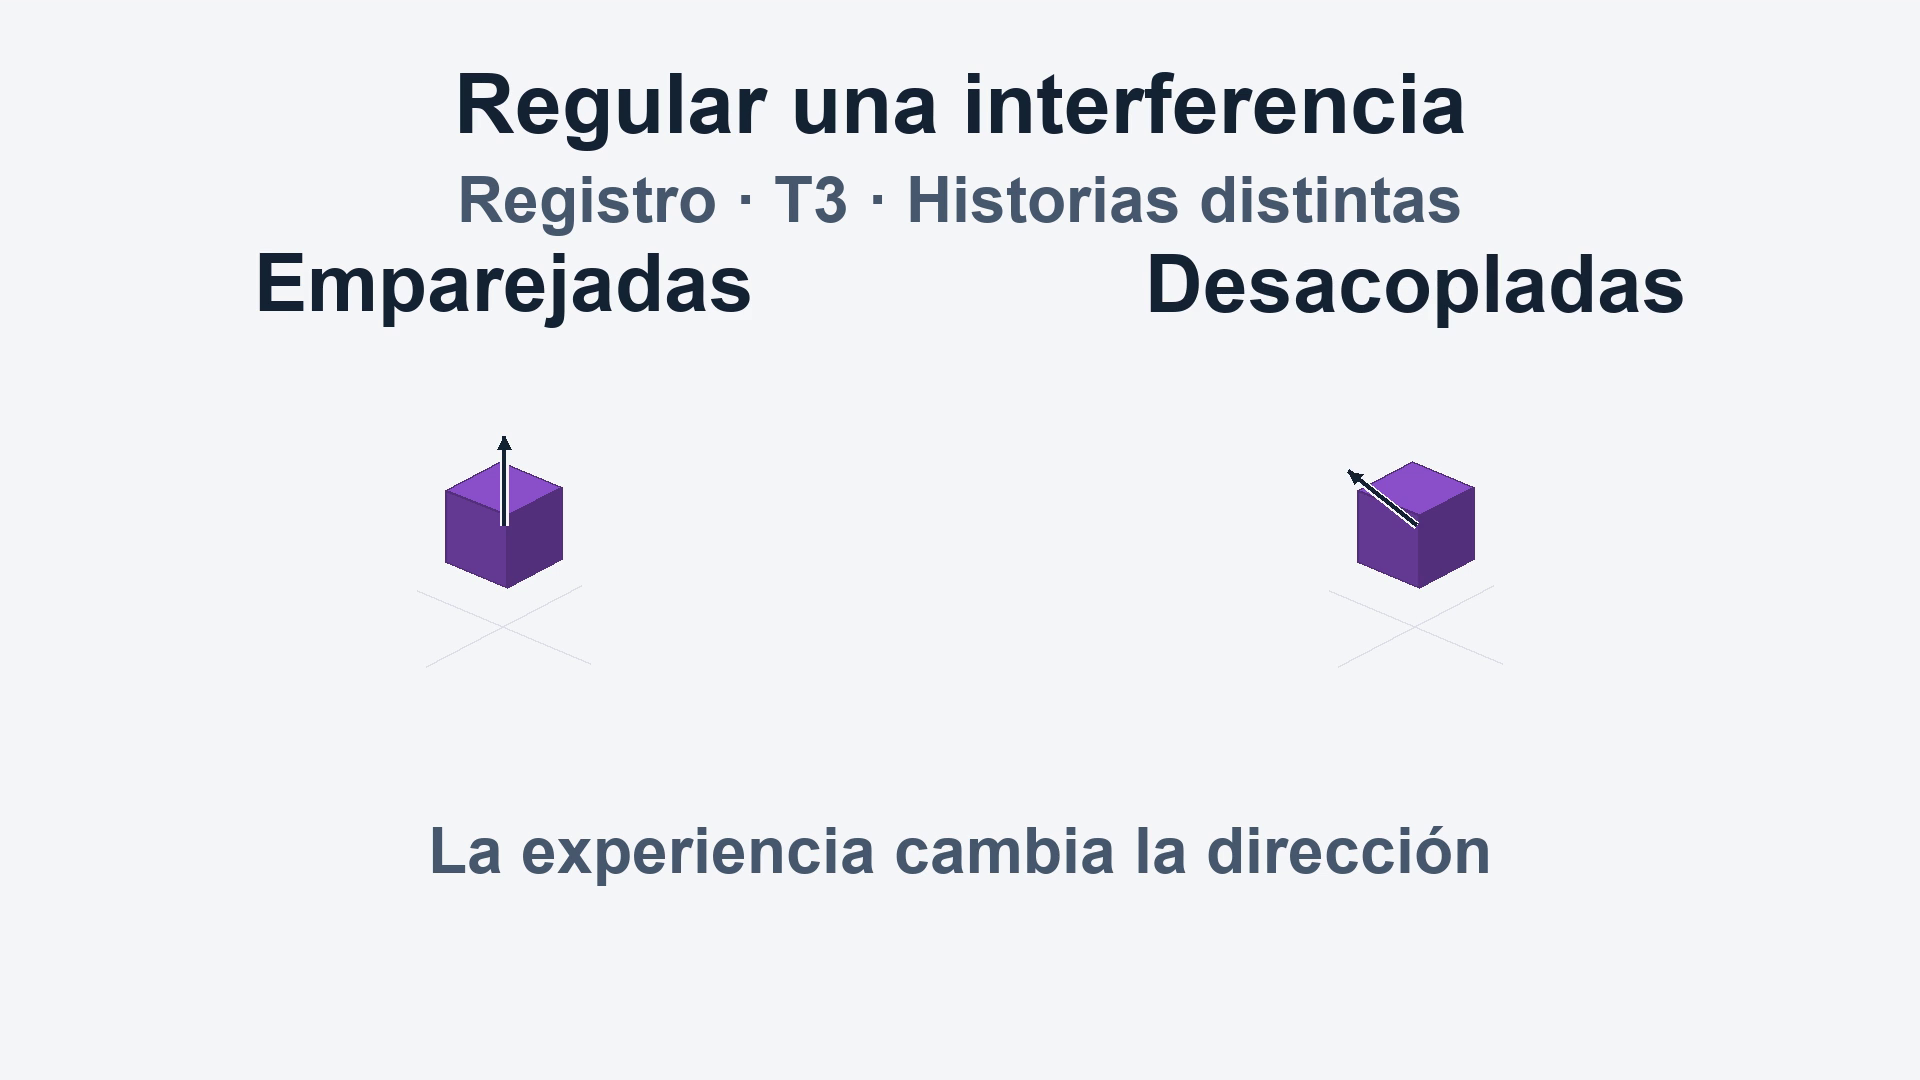 Regular una interferencia
Registro · T3 · Historias distintas
Emparejadas
Desacopladas
La experiencia cambia la dirección